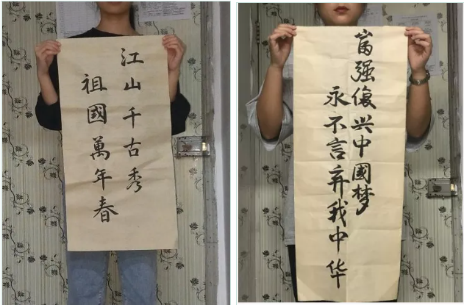 江山千古秀
祖國萬年春
富强復兴中國梦
永不言弃我中华